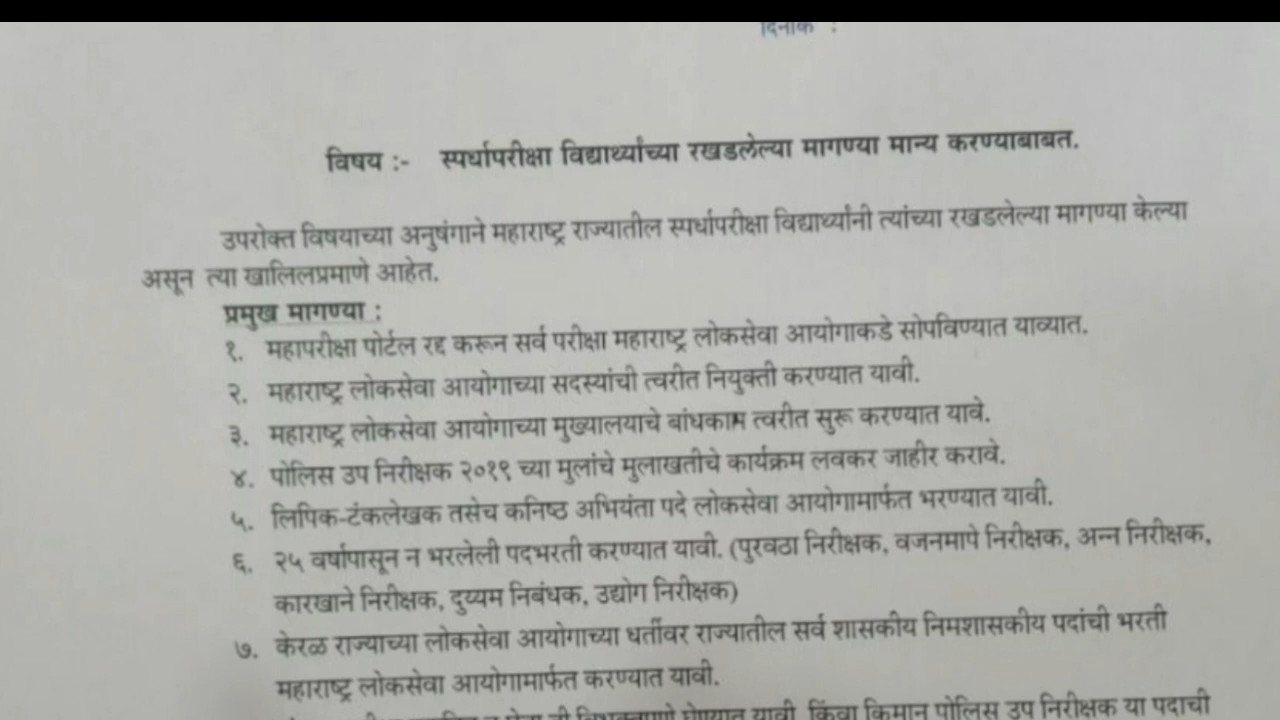 दिनांक :
विषय :- स्पर्धापरीक्षा विद्यार्थ्यांच्या रखडलेल्या मागण्या मान्य करण्याबाबत.
उपरोक्त विषयाच्या अनुषंगाने महाराष्ट्र राज्यातील स्पर्धापरीक्षा विद्यार्थ्यांनी त्यांच्या रखडलेल्या मागण्या केल्या
असून त्या खालिलप्रमाणे आहेत.
प्रमुख मागण्या :
१. महापरीक्षा पोर्टल रद्द करून सर्व परीक्षा महाराष्ट्र लोकसेवा आयोगाकडे सोपविण्यात याव्यात.
२. महाराष्ट्र लोकसेवा आयोगाच्या सदस्यांची त्वरीत नियुक्ती करण्यात यावी.
३. महाराष्ट्र लोकसेवा आयोगाच्या मुख्यालयाचे बांधकाम त्वरीत सुरू करण्यात यावे.
४. पोलिस उप निरीक्षक २०१९ च्या मुलांचे मुलाखतीचे कार्यक्रम लवकर जाहीर करावे.
५. लिपिक-टंकलेखक तसेच कनिष्ठ अभियंता पदे लोकसेवा आयोगामार्फत भरण्यात यावी.
६. २५ वर्षापासून न भरलेली पदभरती करण्यात यावी. (पुरवठा निरीक्षक, वजनमापे निरीक्षक, अन्न निरीक्षक,
कारखाने निरीक्षक, दुय्यम निबंधक, उद्योग निरीक्षक)
७. केरळ राज्याच्या लोकसेवा आयोगाच्या धर्तीवर राज्यातील सर्व शासकीय निमशासकीय पदांची भरती
महाराष्ट्र लोकसेवा आयोगामार्फत करण्यात यावी.
घेण्यात यावी. किंवा किमान पोलिस उप निरीक्षक या पदाची